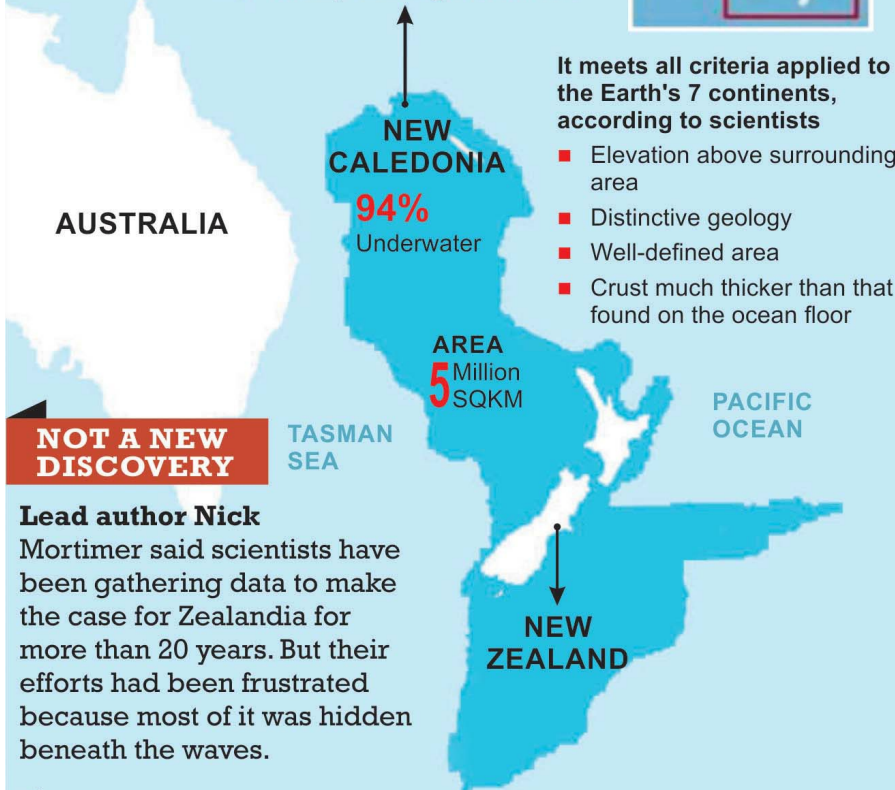 It meets all criteria applied to
the Earth's 7 continents,
according to scientists
Elevation above surrounding
area
Distinctive geology
Well-defined area
Crust much thicker than that
found on the ocean floor
NEW
CALEDONIA
94%
Underwater
AUSTRALIA
AREA
5 Million
SQKM
PACIFIC
OCEAN
TASMAN
SEA
NOT A NEW
DISCOVERY
Lead author Nick
Mortimer said scientists have
been gathering data to make
the case for Zealandia for
more than 20 years. But their
efforts had been frustrated
because most of it was hidden
beneath the waves.
NEW
ZEALAND